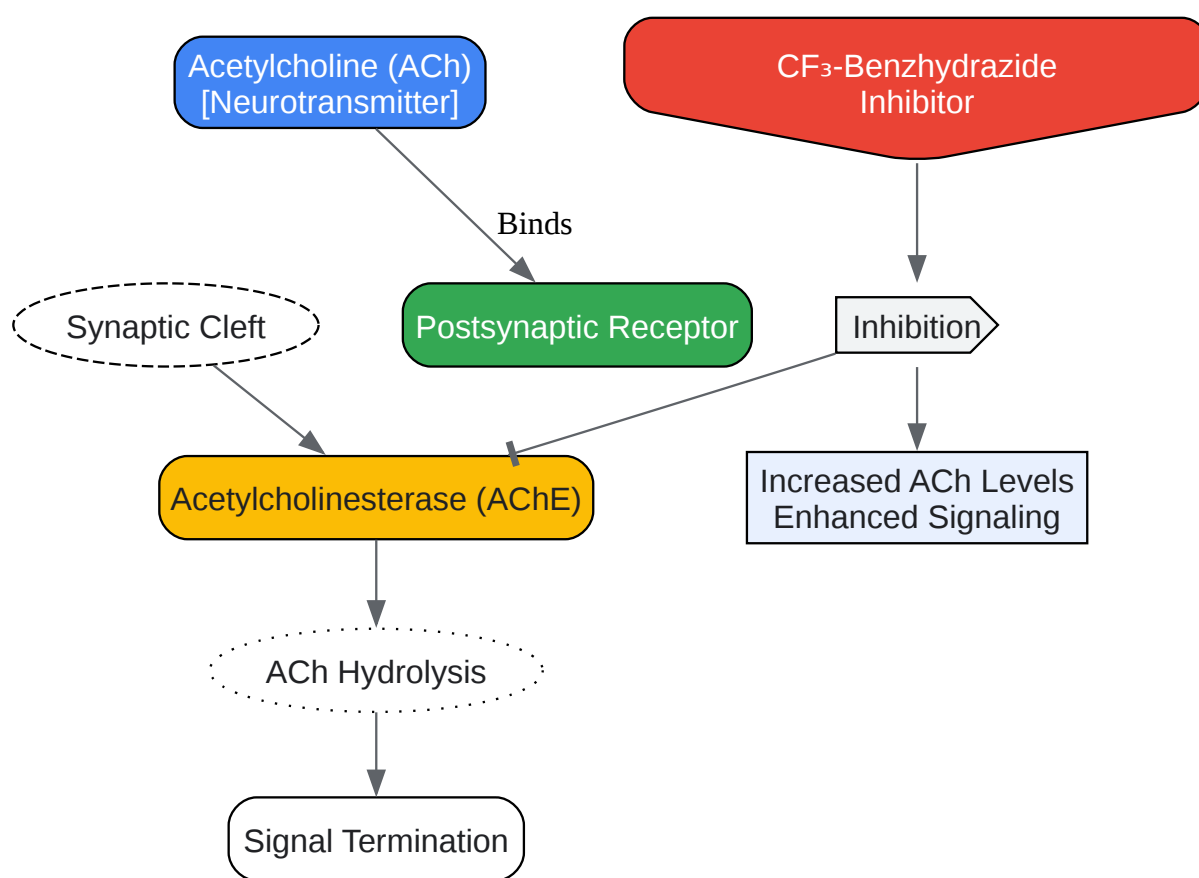 Acetylcholine (ACh)
[Neurotransmitter]
CF₃-Benzhydrazide
Inhibitor
Binds
Synaptic Cleft
Postsynaptic Receptor
Inhibition
Acetylcholinesterase (AChE)
Increased ACh Levels
Enhanced Signaling
ACh Hydrolysis
Signal Termination